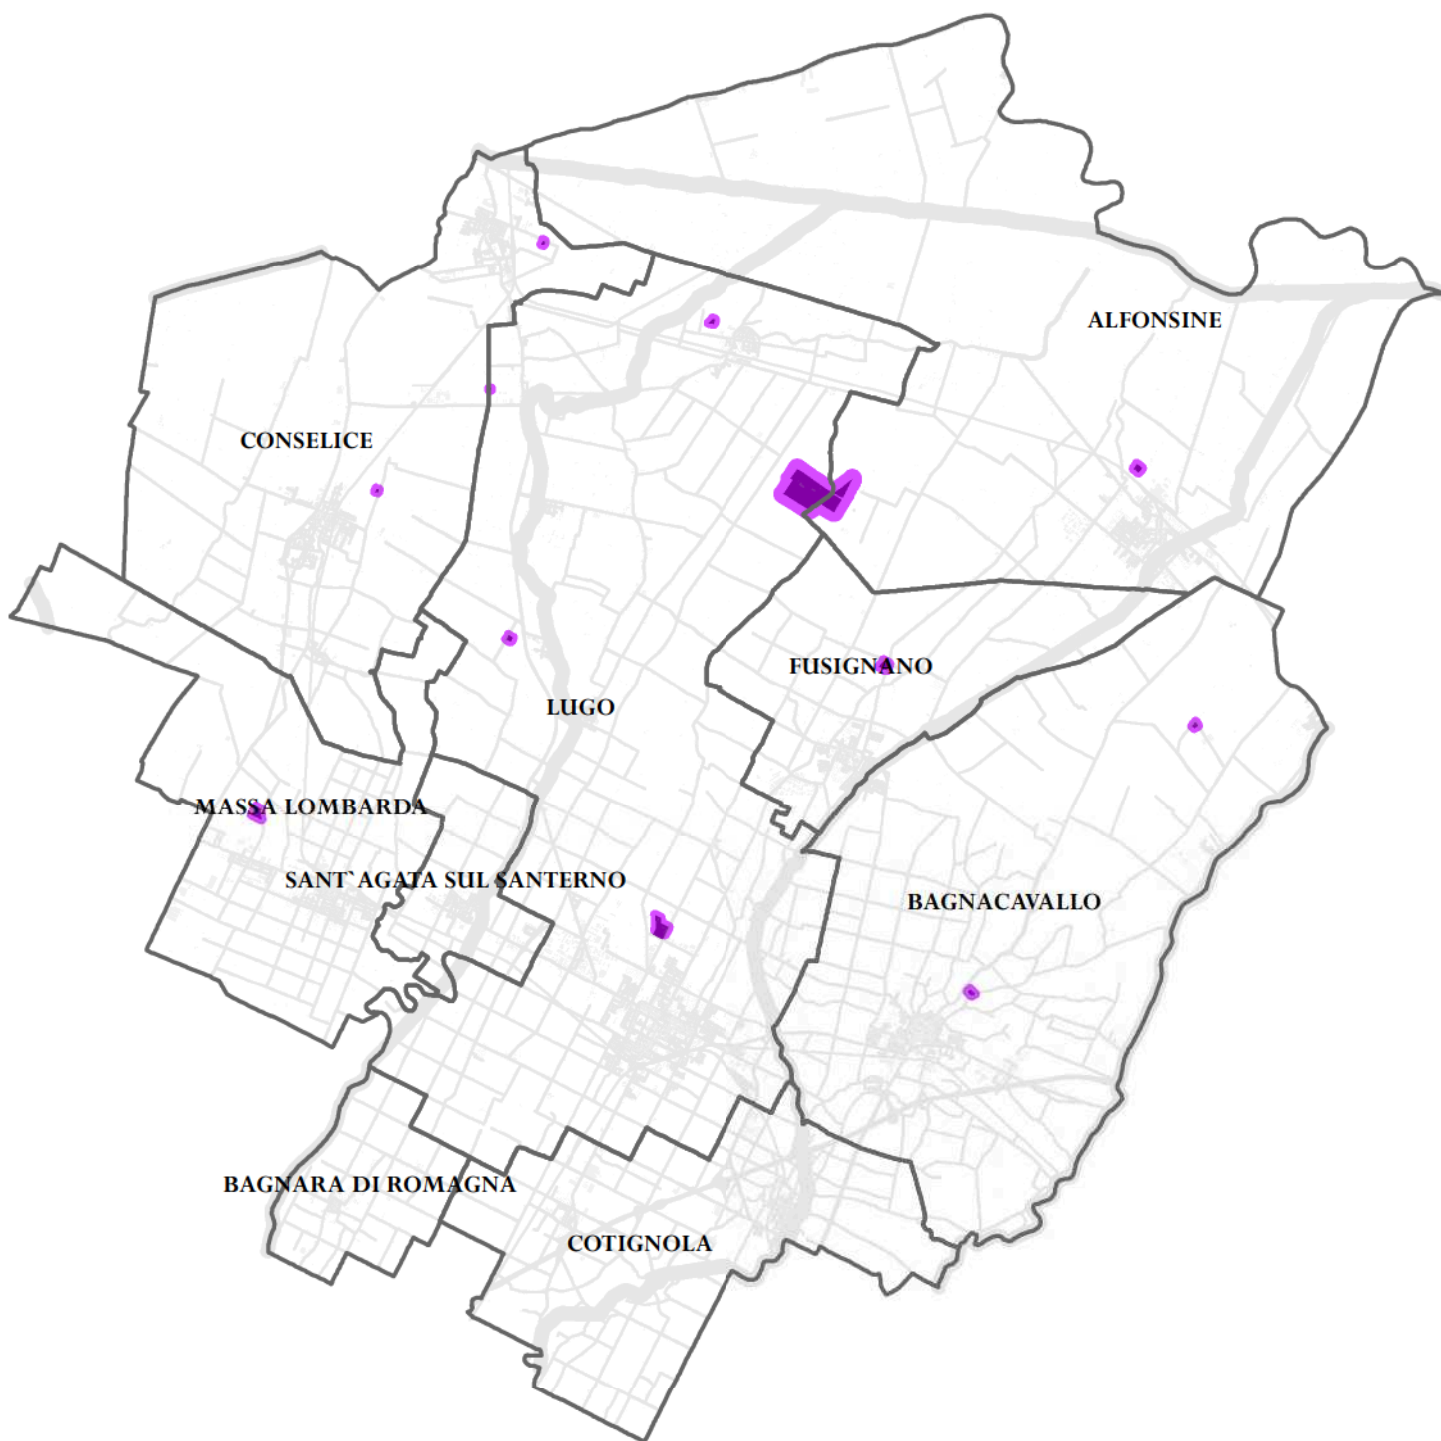 ALFONSINE
CONSELICE
FUSIGNANO
LUGO
MASSA LOMBARDA
SANT`AGATA SUL SANTERNO
BAGNACAVALLO
BAGNARA DI ROMAGNA
COTIGNOLA